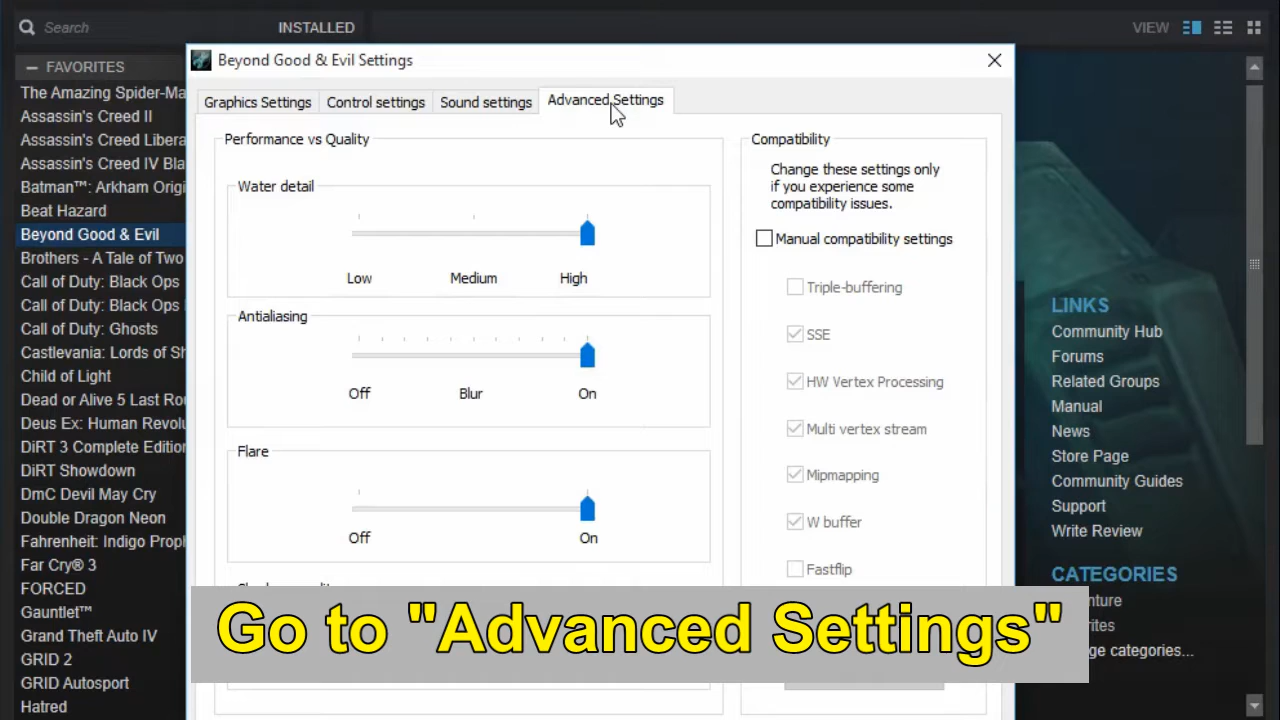 Search
INSTALLED
VIEW
FAVORITES
The Amazing Spider-Ma
Assassin's Creed II
Assassin's Creed Libera
Assassin's Creed IV Bla
Batman™: Arkham Origi
Beat Hazard
Beyond Good & Evil
Brothers - A Tale of Two
Call of Duty: Black Ops
Call of Duty: Black Ops
Call of Duty: Ghosts
Castlevania: Lords of Sh
Child of Light
Dead or Alive 5 Last Rou
Deus Ex: Human Revolu
DiRT 3 Complete Edition
DiRT Showdown
DmC Devil May Cry
Double Dragon Neon
Fahrenheit: Indigo Proph
Far Cry® 3
FORCED
Gauntlet™
Grand Theft Auto IV
GRID 2
GRID Autosport
Hatred
Beyond Good & Evil Settings
Graphics Settings
Control settings
Sound settings
Advanced Settings
Performance vs Quality
Water detail
Low Medium High
Antialiasing
Off Blur On
Flare
Off On
Compatibility
Change these settings only
if you experience some
compatibility issues.
Manual compatibility settings
Triple-buffering
SSE
HW Vertex Processing
Multi vertex stream
Mipmapping
W buffer
Fastflip
LINKS
Community Hub
Forums
Related Groups
Manual
News
Store Page
Community Guides
Support
Write Review
CATEGORIES
nture
rites
ge categories...
Go to "Advanced Settings"